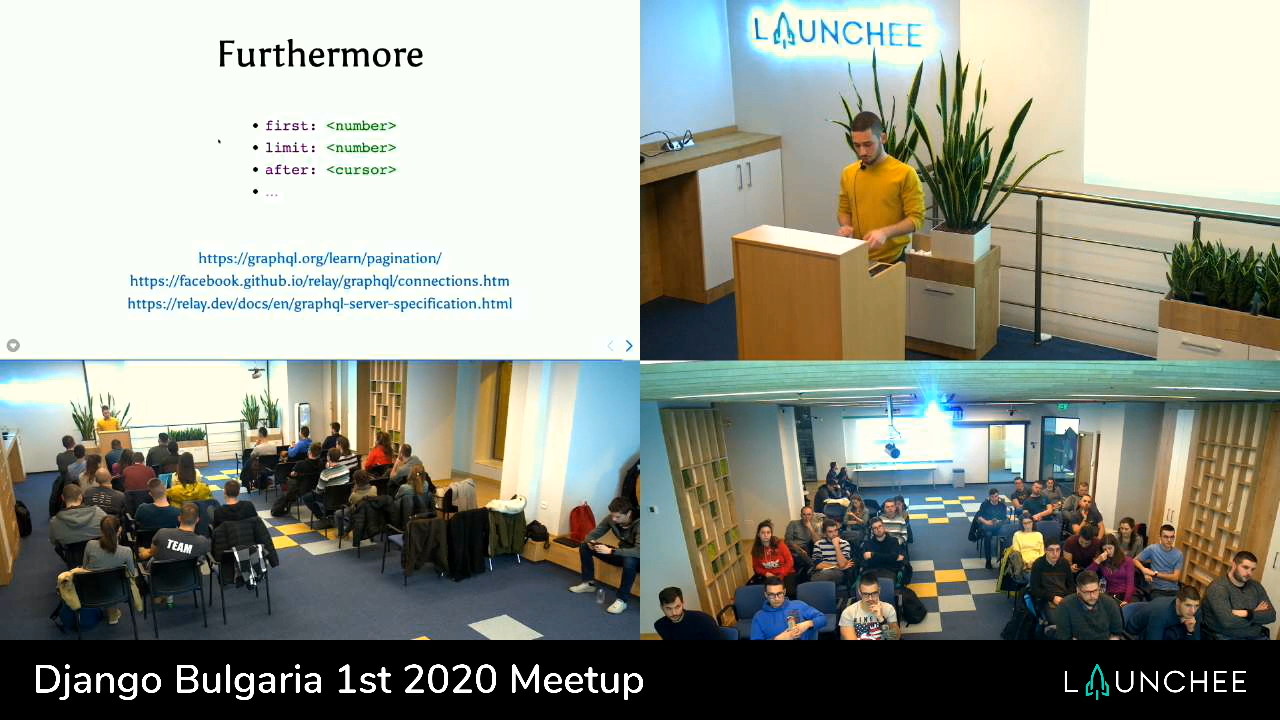 Furthermore
• first: <number>
• limit: <number>
• after: <cursor>
• ...
https://graphql.org/learn/pagination/
https://facebook.github.io/relay/graphql/connections.htm
https://relay.dev/docs/en/graphql-server-specification.html
LAUNCHEE
TEAM
Django Bulgaria 1st 2020 Meetup
LAUNCHEE